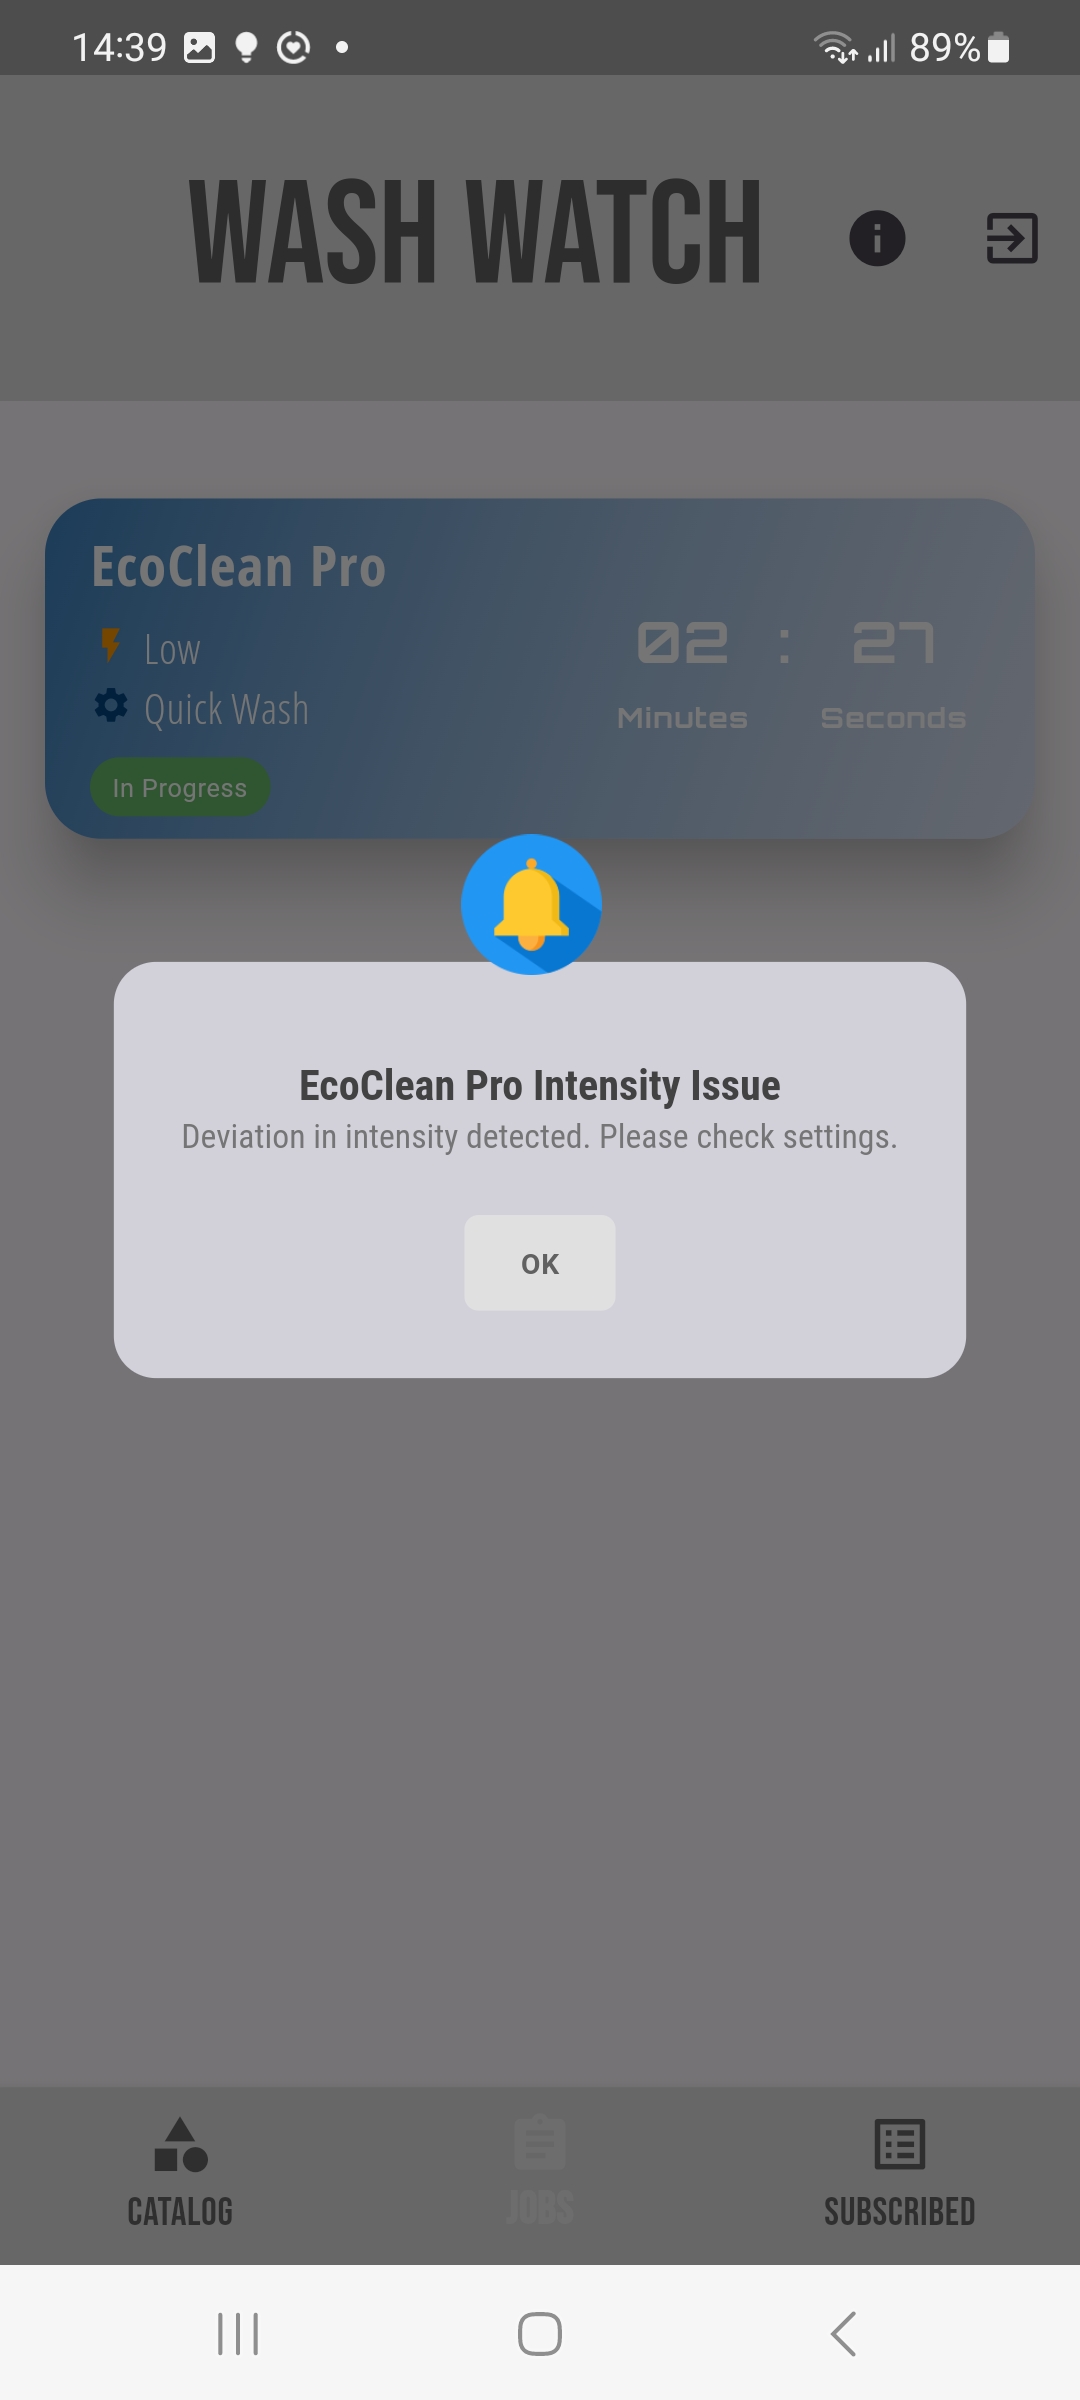 14:39
89%
WASH WATCH
EcoClean Pro
Low
Quick Wash
In Progress
02 : 27
Minutes Seconds
EcoClean Pro Intensity Issue
Deviation in intensity detected. Please check settings.
OK
CATALOG
JOBS
SUBSCRIBED